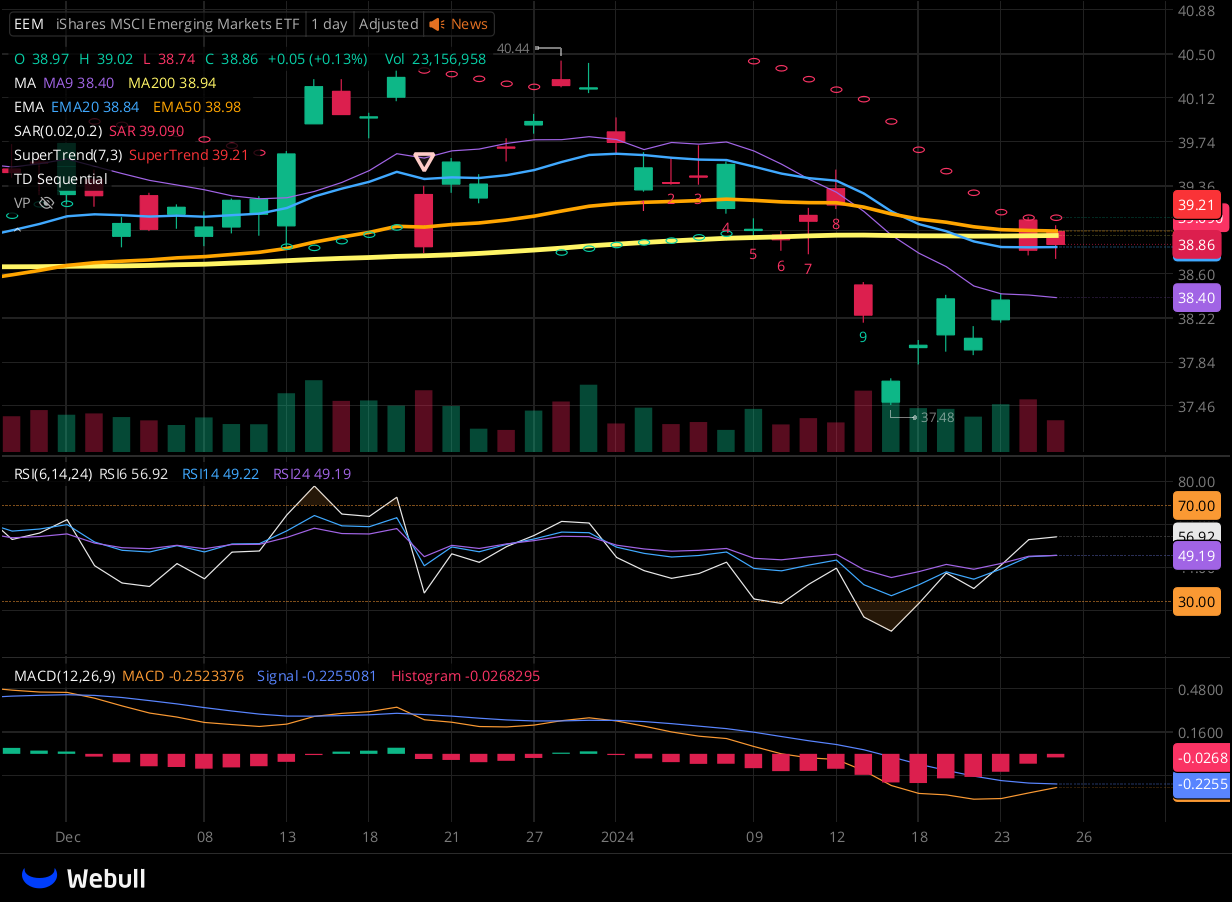 EEM iShares MSCI Emerging Markets ETF 1 day Adjusted News
40.88
40.50
40.44
O 38.97 H 39.02 L 38.74 C 38.86 +0.05 (+0.13%) Vol 23,156,958
MA MA9 38.40 MA200 38.94
EMA EMA20 38.84 EMA50 38.98
SAR(0.02,0.2) SAR 39.090
SuperTrend(7,3) SuperTrend 39.21
TD Sequential
VP
40.12
39.74
39.36
39.21
38.86
38.60
38.40
38.22
37.84
37.46
1 2 3 4 5 6 7 8 9
37.48
RSI(6,14,24) RSI6 56.92 RSI14 49.22 RSI24 49.19
80.00
70.00
56.92
49.19
30.00
MACD(12,26,9) MACD -0.2523376 Signal -0.2255081 Histogram -0.0268295
0.4800
0.1600
-0.0268
-0.2255
Dec 08 13 18 21 27 2024 09 12 18 23 26
Webull